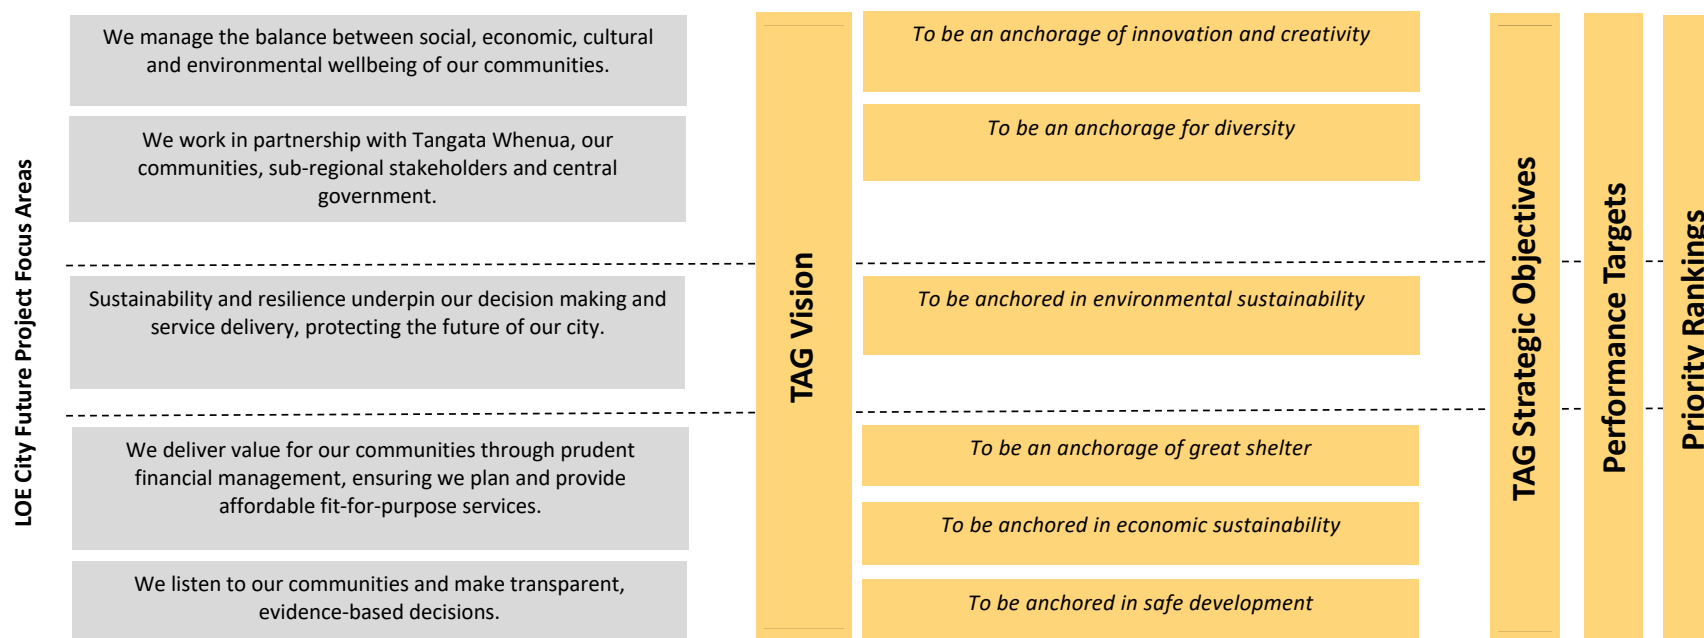 LOE City Future Project Focus Areas
We manage the balance between social, economic, cultural
and environmental wellbeing of our communities.
We work in partnership with Tangata Whenua, our
communities, sub-regional stakeholders and central
government.
Sustainability and resilience underpin our decision making and
service delivery, protecting the future of our city.
We deliver value for our communities through prudent
financial management, ensuring we plan and provide
affordable fit-for-purpose services.
We listen to our communities and make transparent,
evidence-based decisions.
TAG Vision
To be an anchorage of innovation and creativity
To be an anchorage for diversity
To be anchored in environmental sustainability
To be an anchorage of great shelter
To be anchored in economic sustainability
To be anchored in safe development
TAG Strategic Objectives
Performance Targets
Priority Rankings